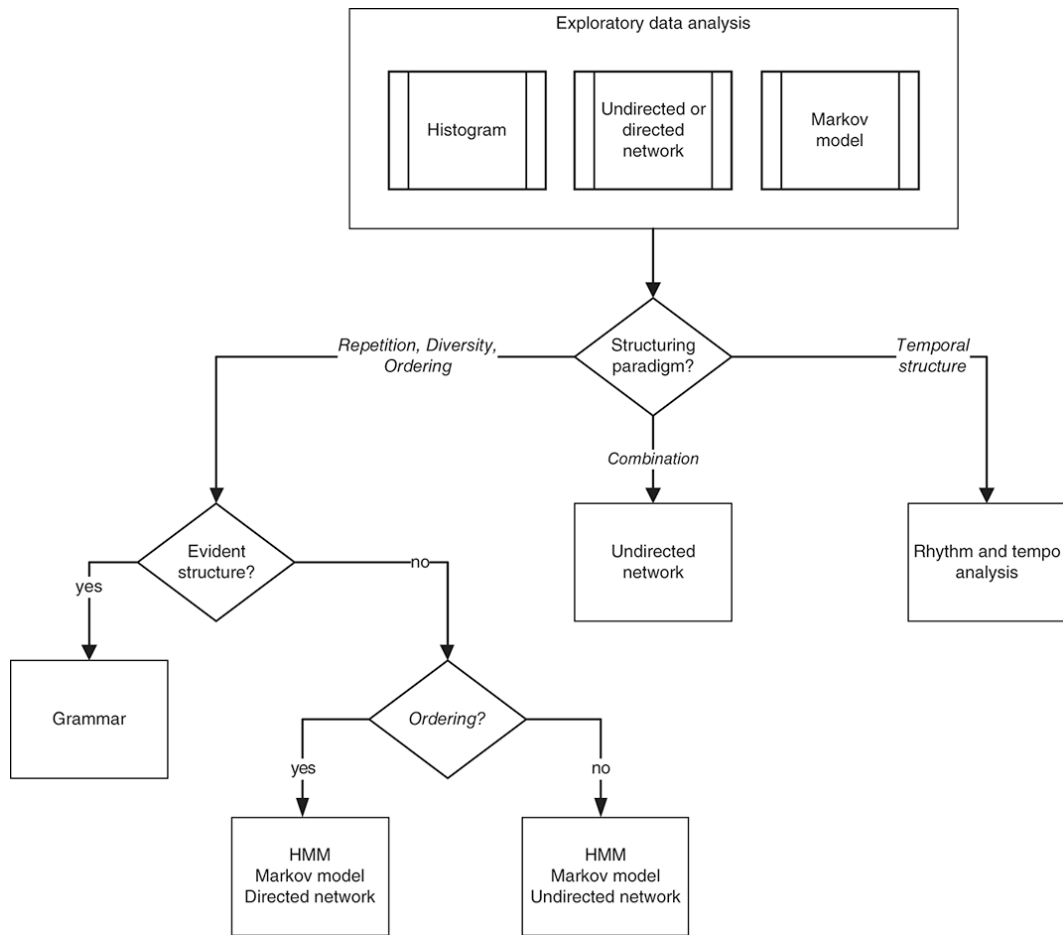 Exploratory data analysis
Histogram
Undirected or
directed
network
Markov
model
Structuring
paradigm?
Repetition, Diversity,
Ordering
Temporal
structure
Combination
Evident
structure?
Undirected
network
Rhythm and tempo
analysis
yes
no
Grammar
Ordering?
yes
no
HMM
Markov model
Directed network
HMM
Markov model
Undirected network